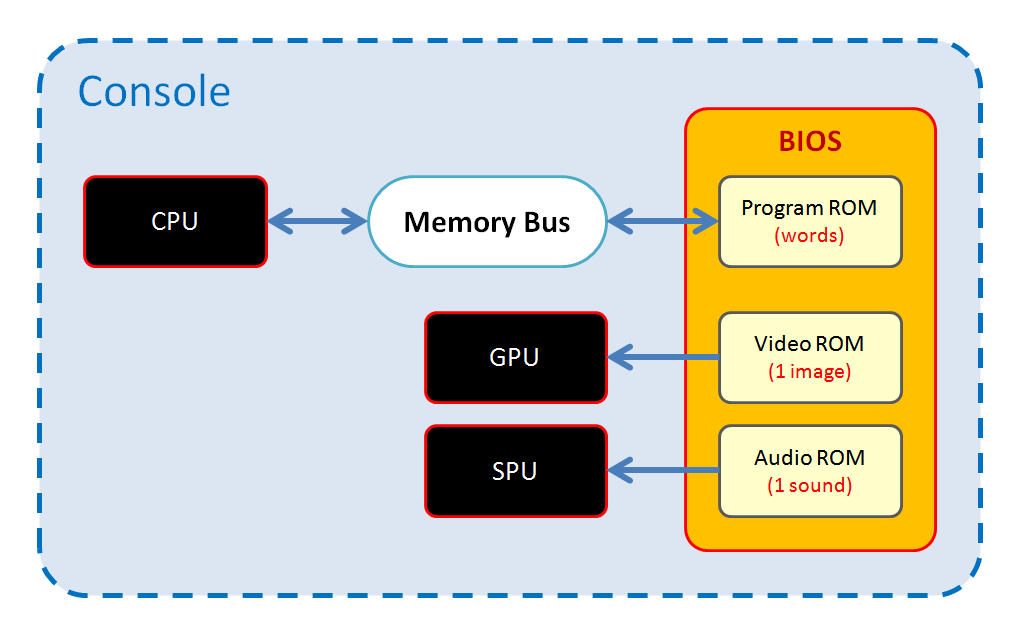 Console
BIOS
CPU
Memory Bus
Program ROM
(words)
GPU
Video ROM
(1 image)
SPU
Audio ROM
(1 sound)